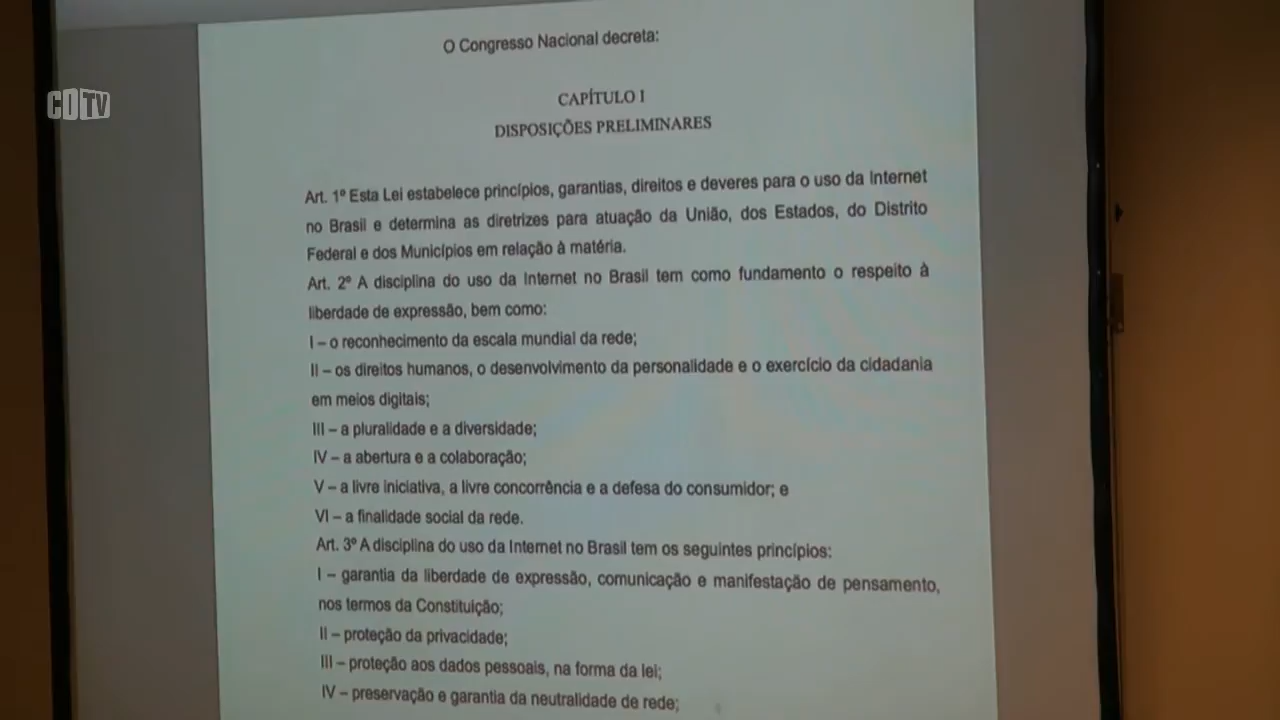 O Congresso Nacional decreta:
CDTV
CAPÍTULO I
DISPOSIÇÕES PRELIMINARES
Art. 1º Esta Lei estabelece princípios, garantias, direitos e deveres para o uso da Internet
no Brasil e determina as diretrizes para atuação da União, dos Estados, do Distrito
Federal e dos Municípios em relação à matéria.
Art. 2º A disciplina do uso da Internet no Brasil tem como fundamento o respeito à
liberdade de expressão, bem como:
I – o reconhecimento da escala mundial da rede;
II – os direitos humanos, o desenvolvimento da personalidade e o exercício da cidadania
em meios digitais;
III – a pluralidade e a diversidade;
IV – a abertura e a colaboração;
V – a livre iniciativa, a livre concorrência e a defesa do consumidor; e
VI – a finalidade social da rede.
Art. 3º A disciplina do uso da Internet no Brasil tem os seguintes princípios:
I – garantia da liberdade de expressão, comunicação e manifestação de pensamento,
nos termos da Constituição;
II – proteção da privacidade;
III – proteção aos dados pessoais, na forma da lei;
IV – preservação e garantia da neutralidade de rede;